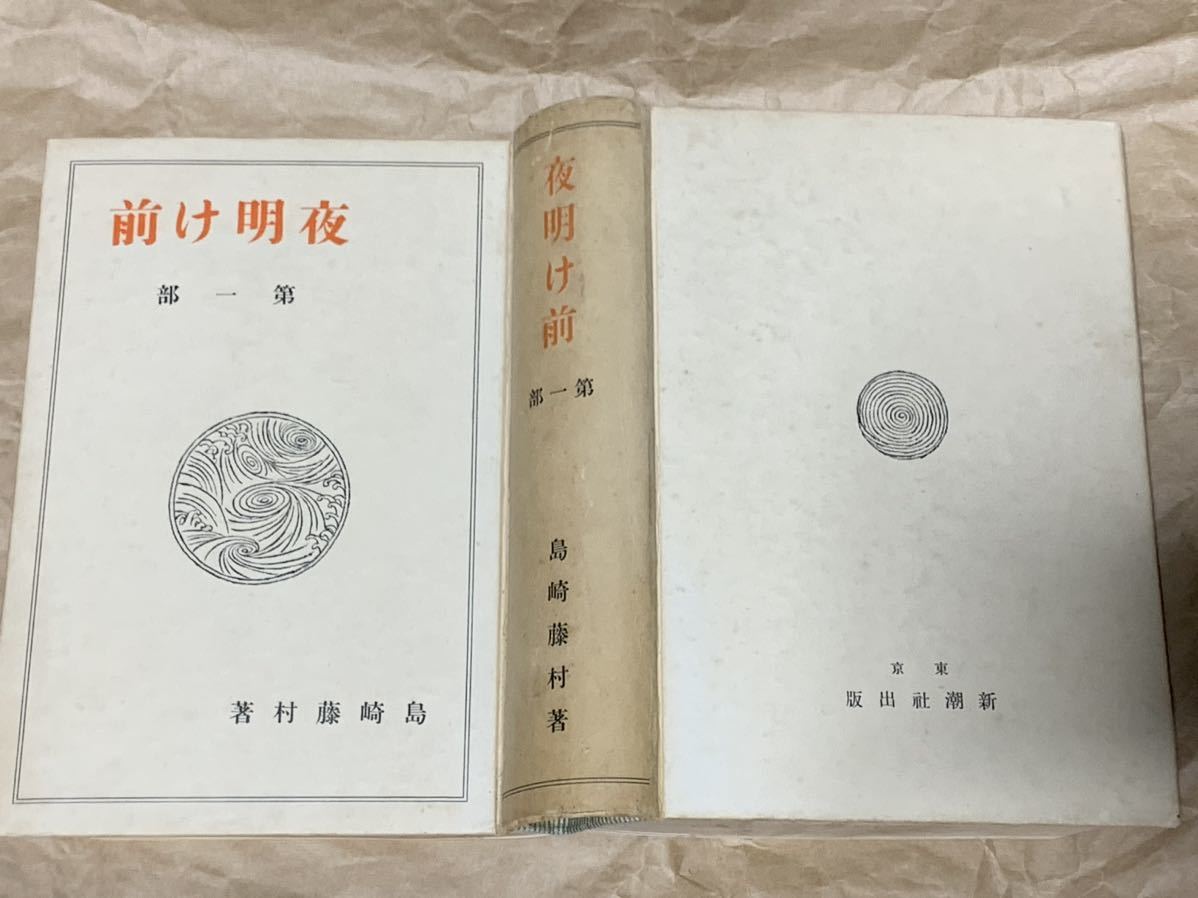 夜明け前
第一部
島崎藤村著
夜明け前
第一部
島崎藤村著
東京
新潮社出版